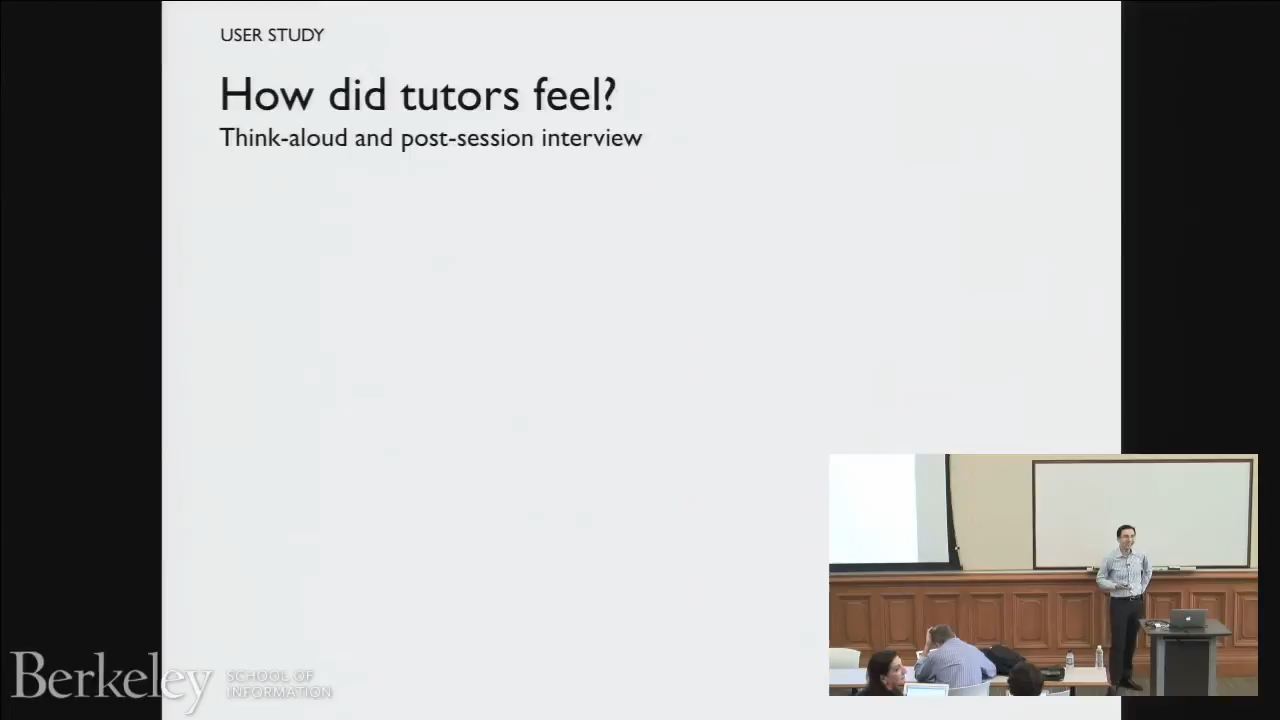 USER STUDY
How did tutors feel?
Think-aloud and post-session interview
Berkeley
SCHOOL OF
INFORMATION